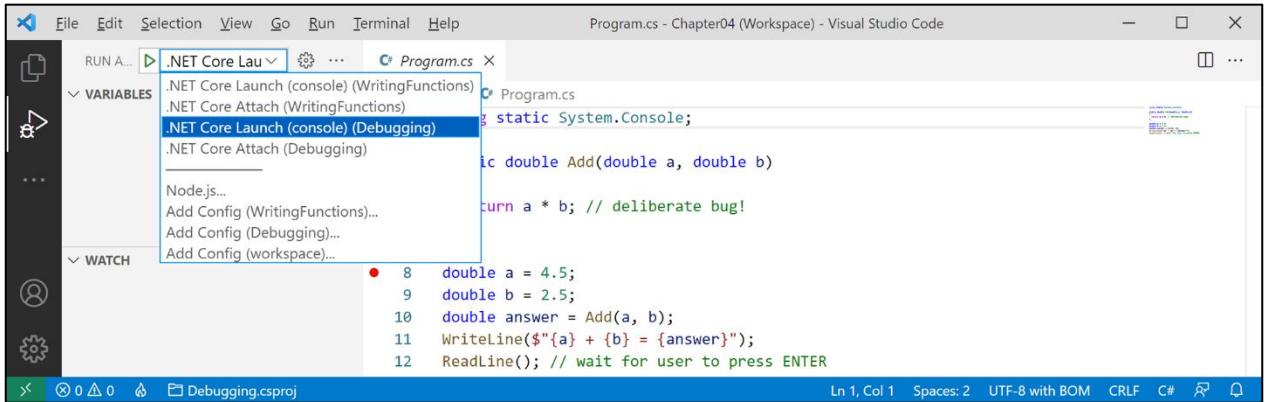 File Edit Selection View Go Run Terminal Help Program.cs - Chapter04 (Workspace) - Visual Studio Code
RUN A... .NET Core Lau ··· C# Program.cs × ···
VARIABLES
.NET Core Launch (console) (WritingFunctions)
.NET Core Attach (WritingFunctions)
.NET Core Launch (console) (Debugging)
.NET Core Attach (Debugging)
Node.js...
Add Config (WritingFunctions)...
Add Config (Debugging)...
Add Config (workspace)...
WATCH
C# Program.cs
g static System.Console;
ic double Add(double a, double b)
turn a * b; // deliberate bug!
8 double a = 4.5;
9 double b = 2.5;
10 double answer = Add(a, b);
11 WriteLine($"{a} + {b} = {answer}");
12 ReadLine(); // wait for user to press ENTER
0 0 Debugging.csproj Ln 1, Col 1 Spaces: 2 UTF-8 with BOM CRLF C#